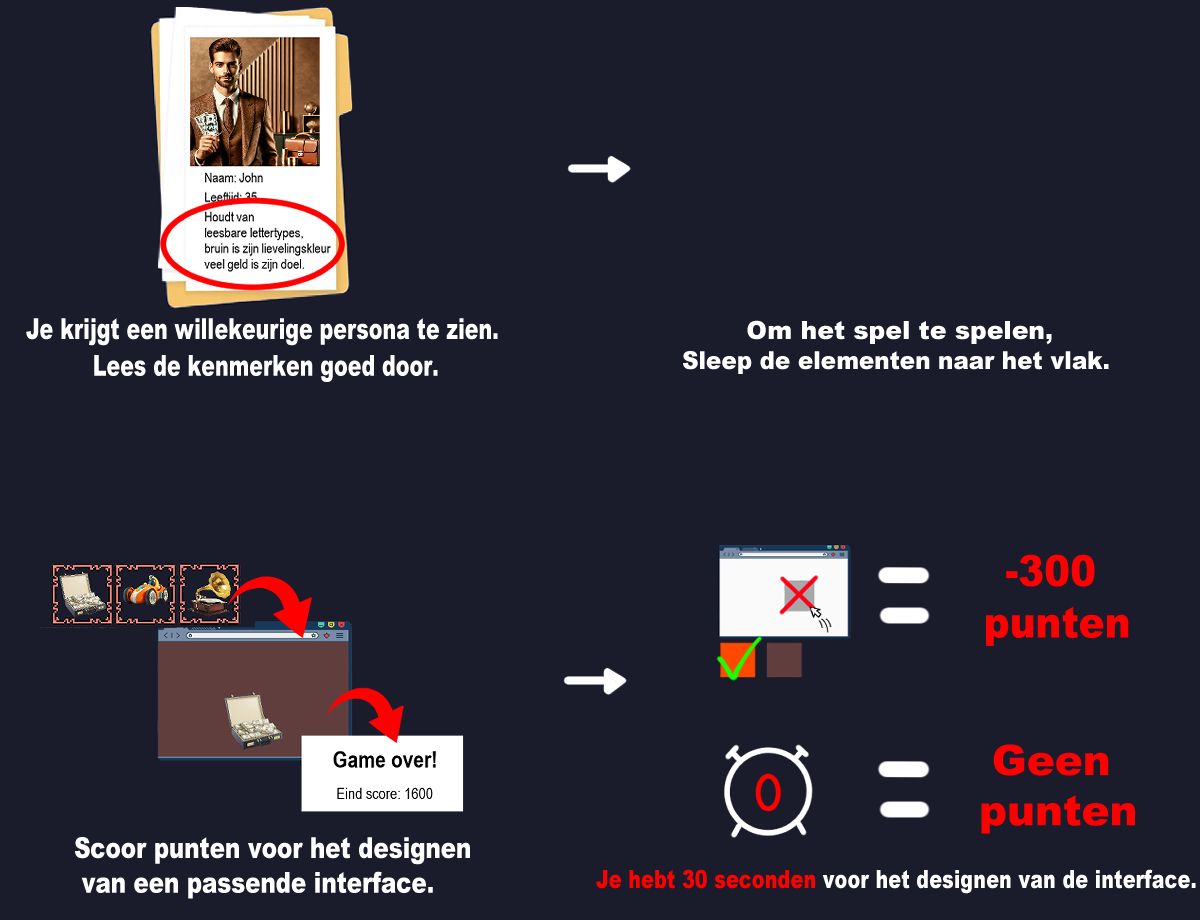 Naam: John
Leeftijd: 35
Houdt van
leesbare lettertypes,
bruin is zijn lievelingskleur
veel geld is zijn doel.
Je krijgt een willekeurige persona te zien.
Lees de kenmerken goed door.
Om het spel te spelen,
Sleep de elementen naar het vlak.
Game over!
Eind score: 1600
Scoor punten voor het designen
van een passende interface.
-300
punten
0
Geen
punten
Je hebt 30 seconden voor het designen van de interface.